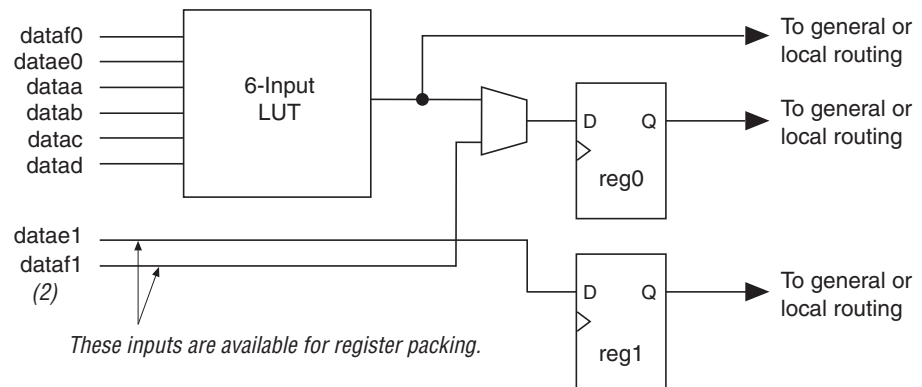 dataf0
datae0
dataa
datab
datac
datad
6-Input
LUT
To general or
local routing
D Q
reg0
To general or
local routing
datae1
dataf1
(2)
These inputs are available for register packing.
D Q
reg1
To general or
local routing